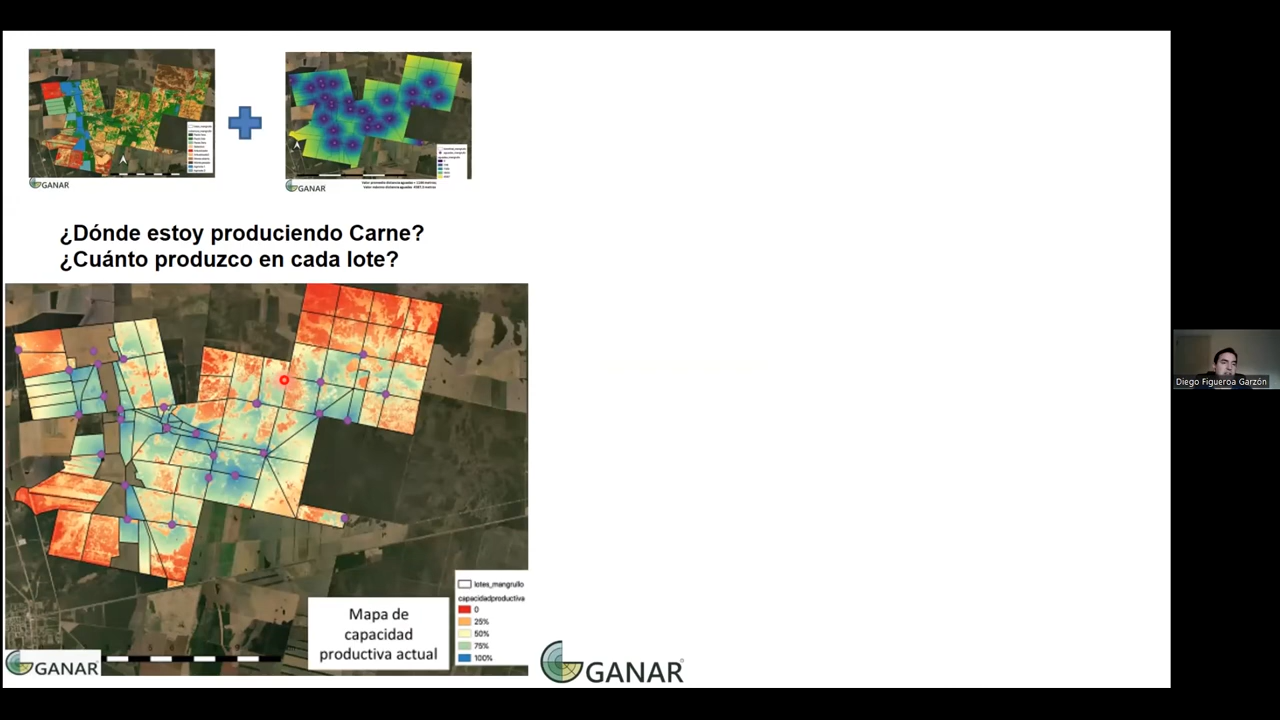 GANAR
GANAR
¿Dónde estoy produciendo Carne?
¿Cuánto produzco en cada lote?
lotes_mangrullo
capacidadproductiva
0
25%
50%
75%
100%
Mapa de
capacidad
productiva actual
GANAR
GANAR
Diego Figueroa Garzón